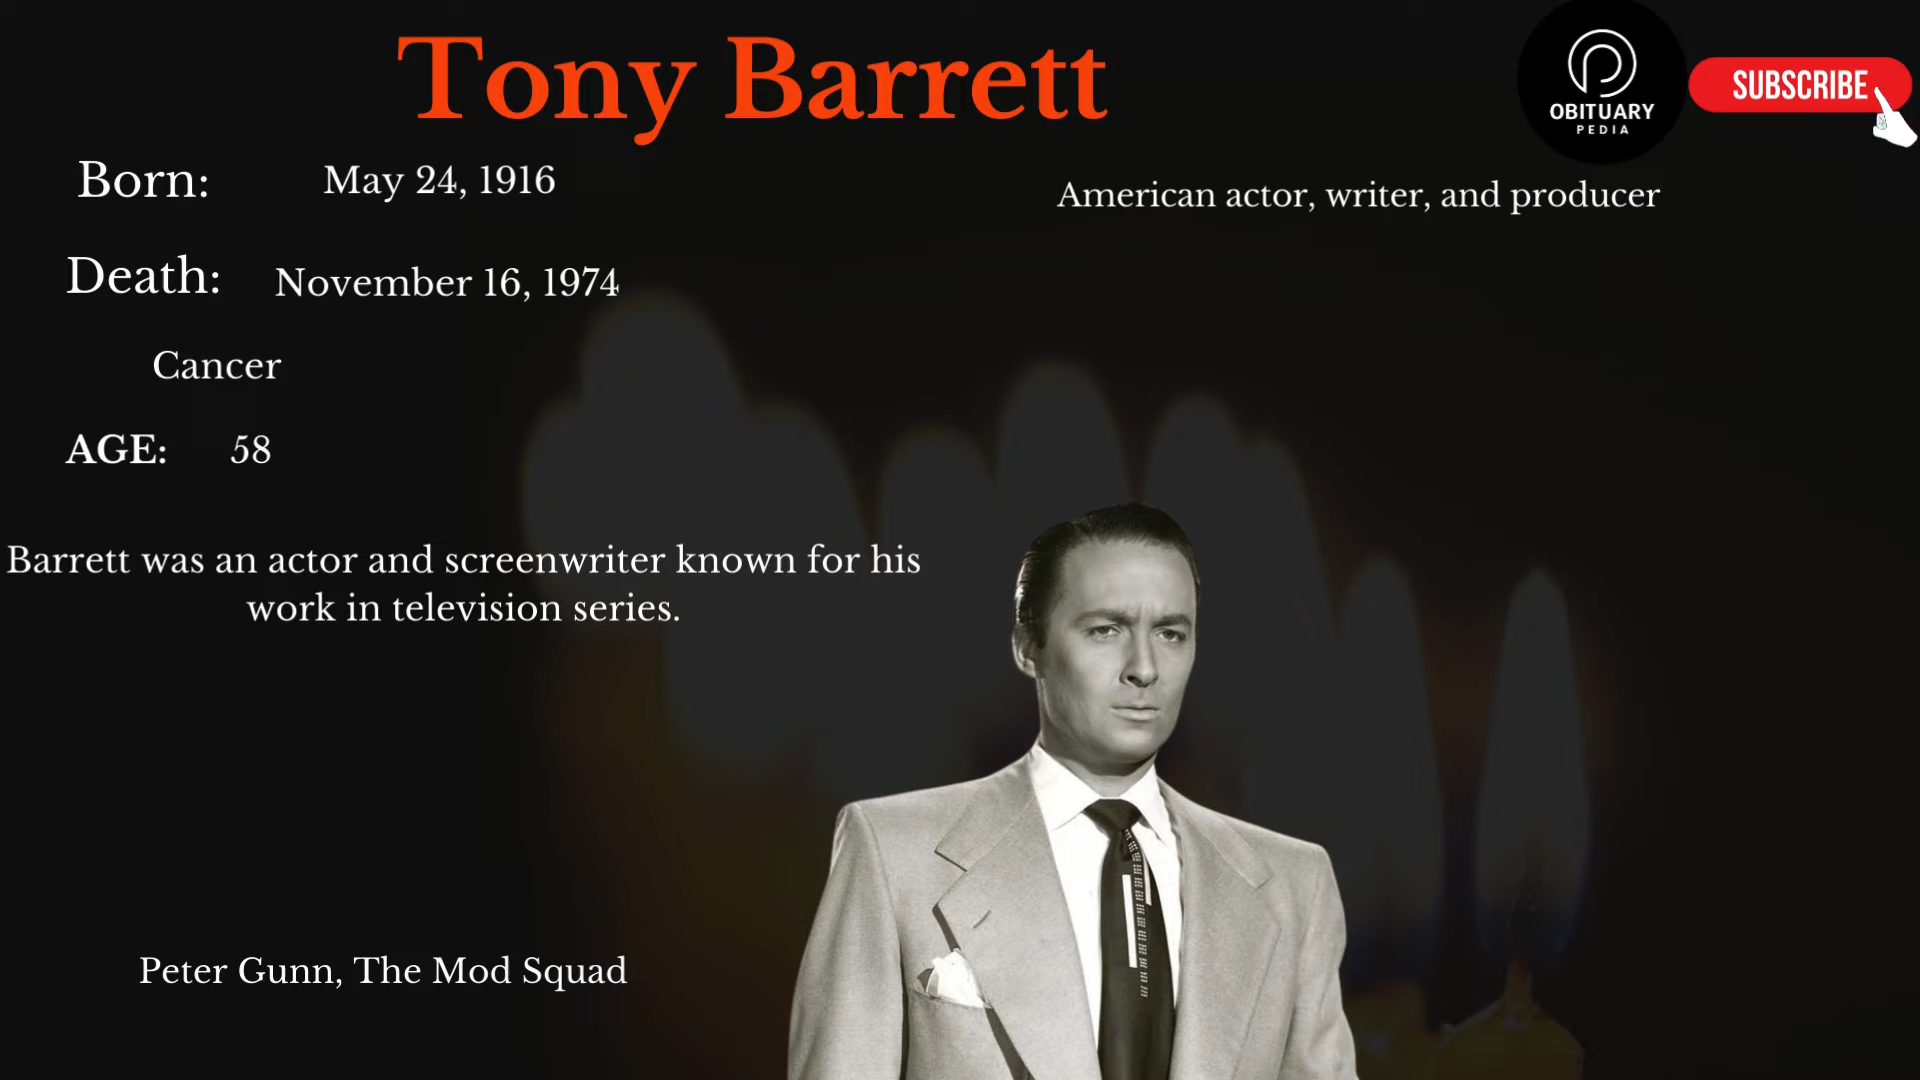 Tony Barrett
OBITUARY
PEDIA
SUBSCRIBE
Born:
May 24, 1916
American actor, writer, and producer
Death:
November 16, 1974
Cancer
AGE:
58
Barrett was an actor and screenwriter known for his
work in television series.
Peter Gunn, The Mod Squad